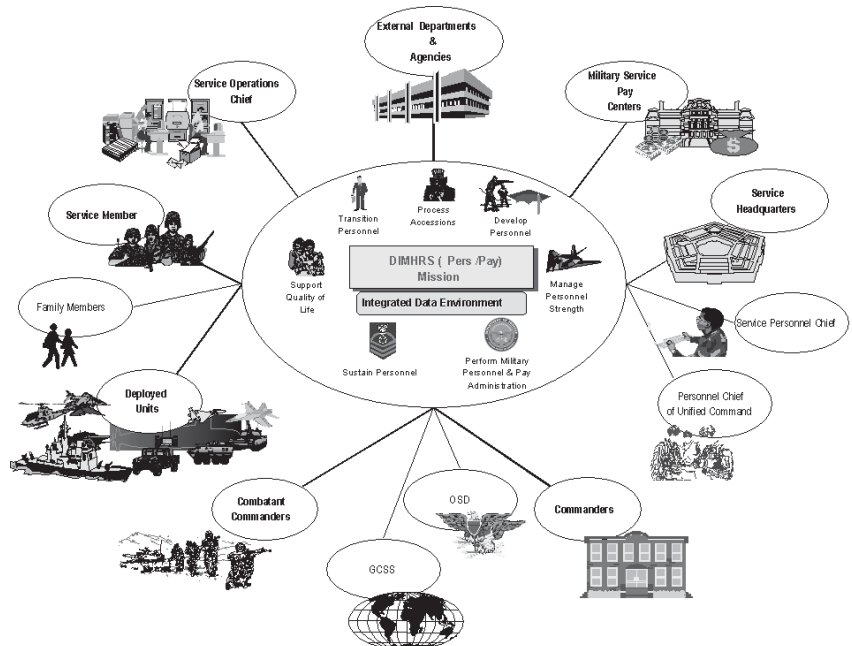 External Departments
&
Agencies
Service Operations
Chief
Military Service
Pay
Centers
Transition
Personnel
Process
Accessions
Develop
Personnel
Service Member
Service
Headquarters
DIMHRS ( Pers /Pay)
Mission
Support
Quality of
Life
Manage
Personnel
Strength
Integrated Data Environment
Family Members
Service Personnel Chief
Sustain Personnel
Perform Military
Personnel & Pay
Administration
Deployed
Units
Personnel Chief
of Unified Command
Combatant
Commanders
OSD
Commanders
GCSS
$